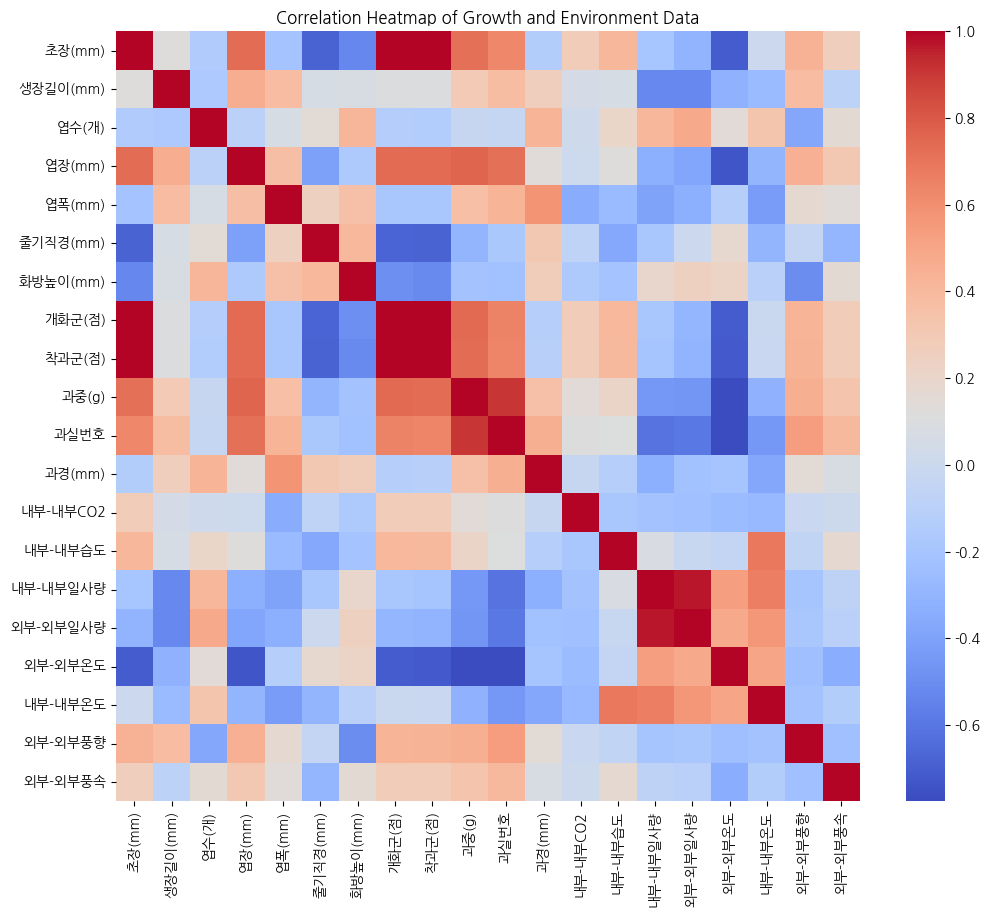 Correlation Heatmap of Growth and Environment Data
초장(mm)
생장길이(mm)
엽수(개)
엽장(mm)
엽폭(mm)
줄기직경(mm)
화방높이(mm)
개화군(점)
착과군(점)
과중(g)
과실번호
과경(mm)
내부-내부CO2
내부-내부습도
내부-내부일사량
외부-외부일사량
외부-외부온도
내부-내부온도
외부-외부풍향
외부-외부풍속
초장(mm)
생장길이(mm)
엽수(개)
엽장(mm)
엽폭(mm)
줄기직경(mm)
화방높이(mm)
개화군(점)
착과군(점)
과중(g)
과실번호
과경(mm)
내부-내부CO2
내부-내부습도
내부-내부일사량
외부-외부일사량
외부-외부온도
내부-내부온도
외부-외부풍향
외부-외부풍속
1.0
0.8
0.6
0.4
0.2
0.0
-0.2
-0.4
-0.6